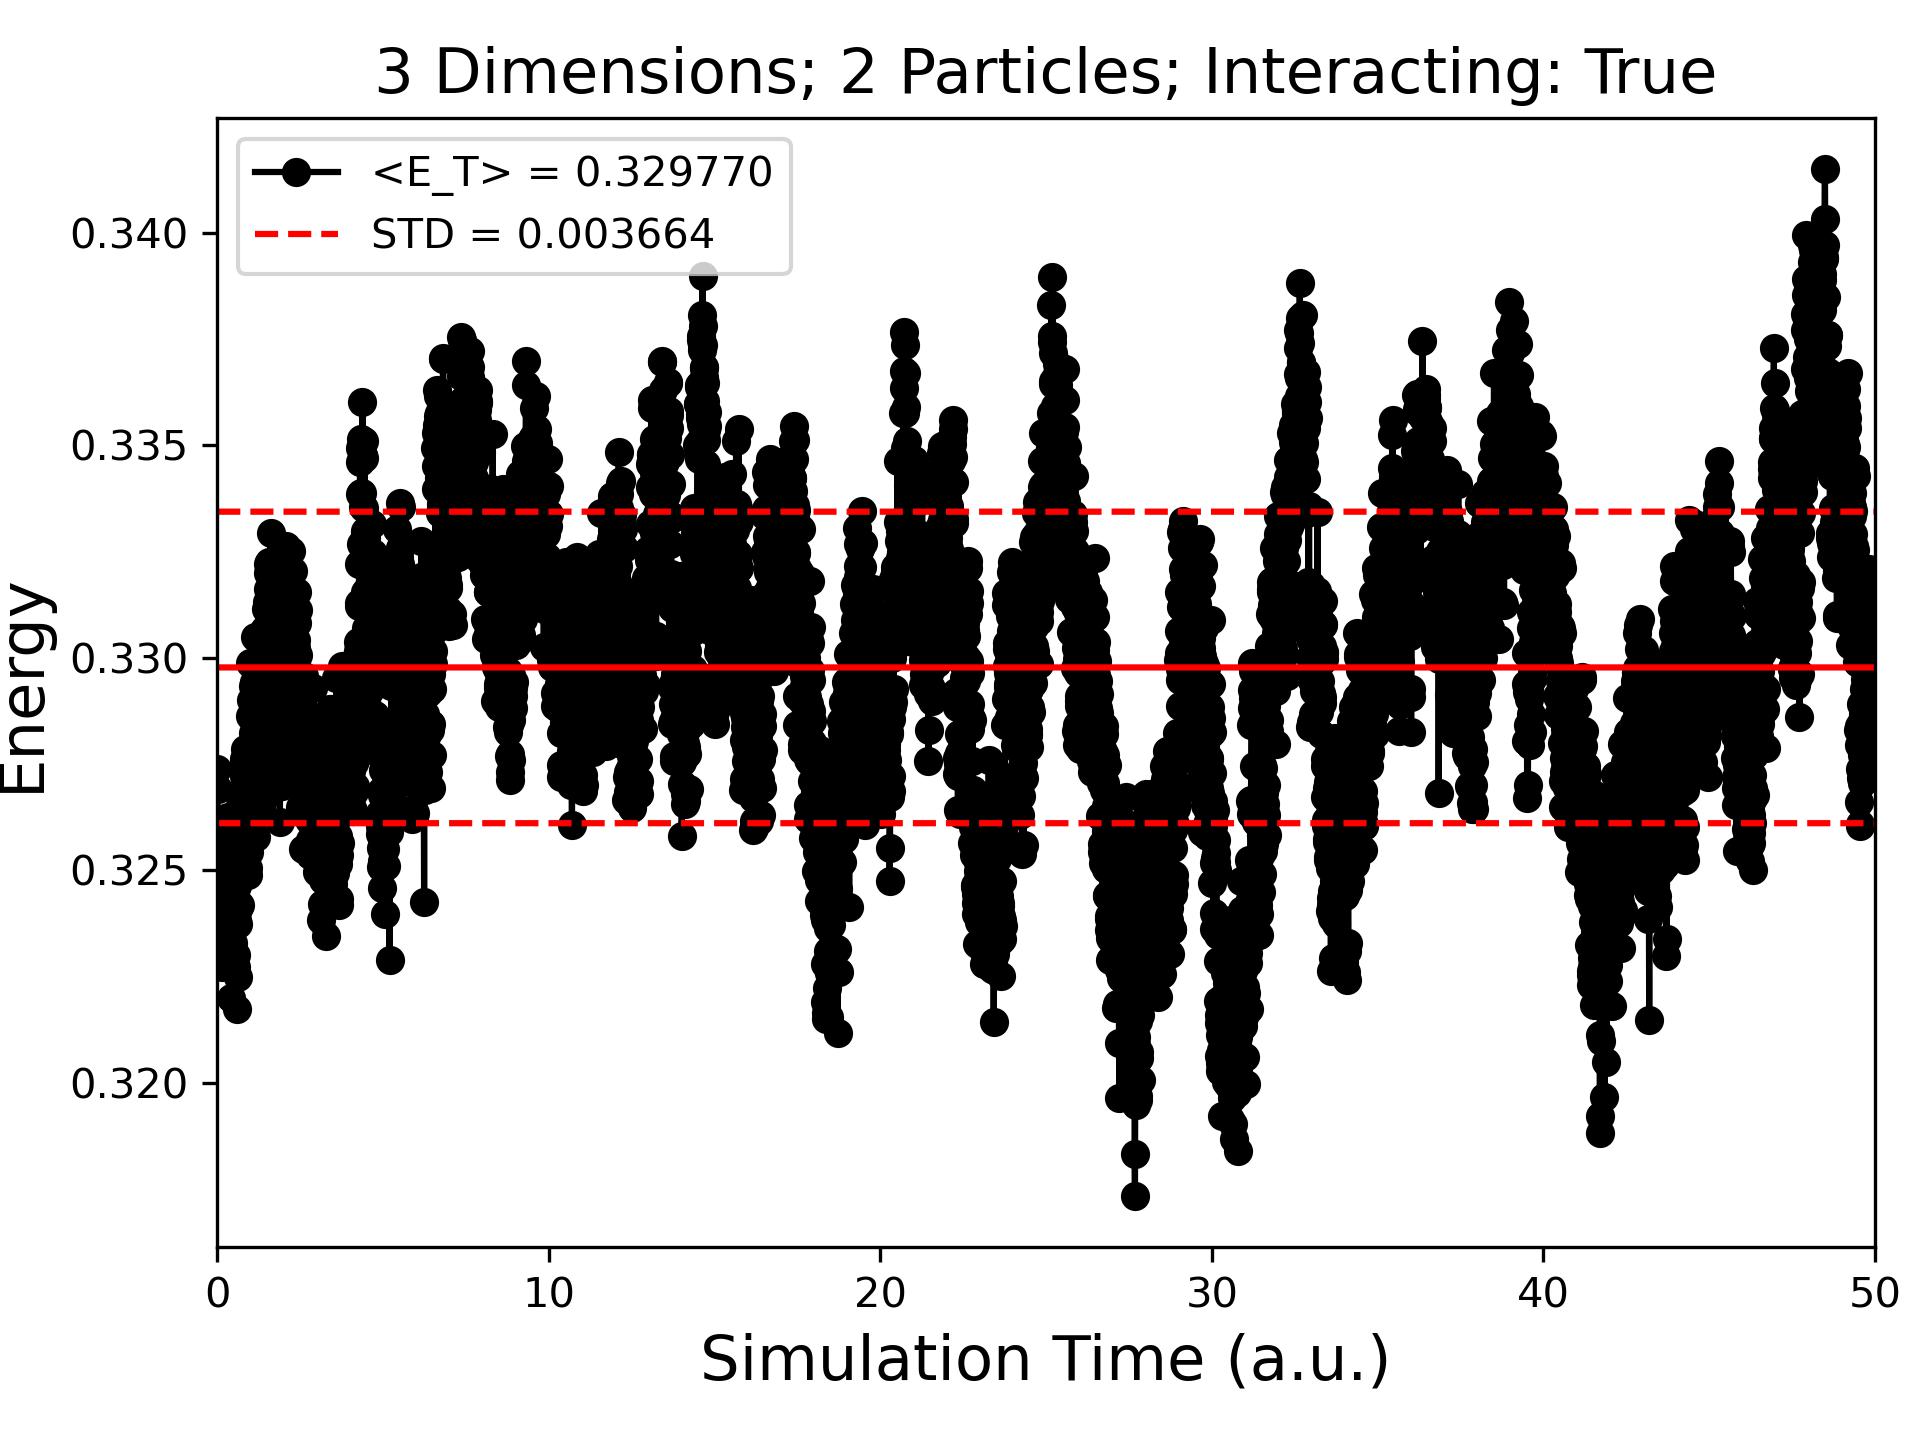 3 Dimensions; 2 Particles; Interacting: True
<E_T> = 0.329770
STD = 0.003664
Energy
0.340
0.335
0.330
0.325
0.320
0 10 20 30 40 50
Simulation Time (a.u.)